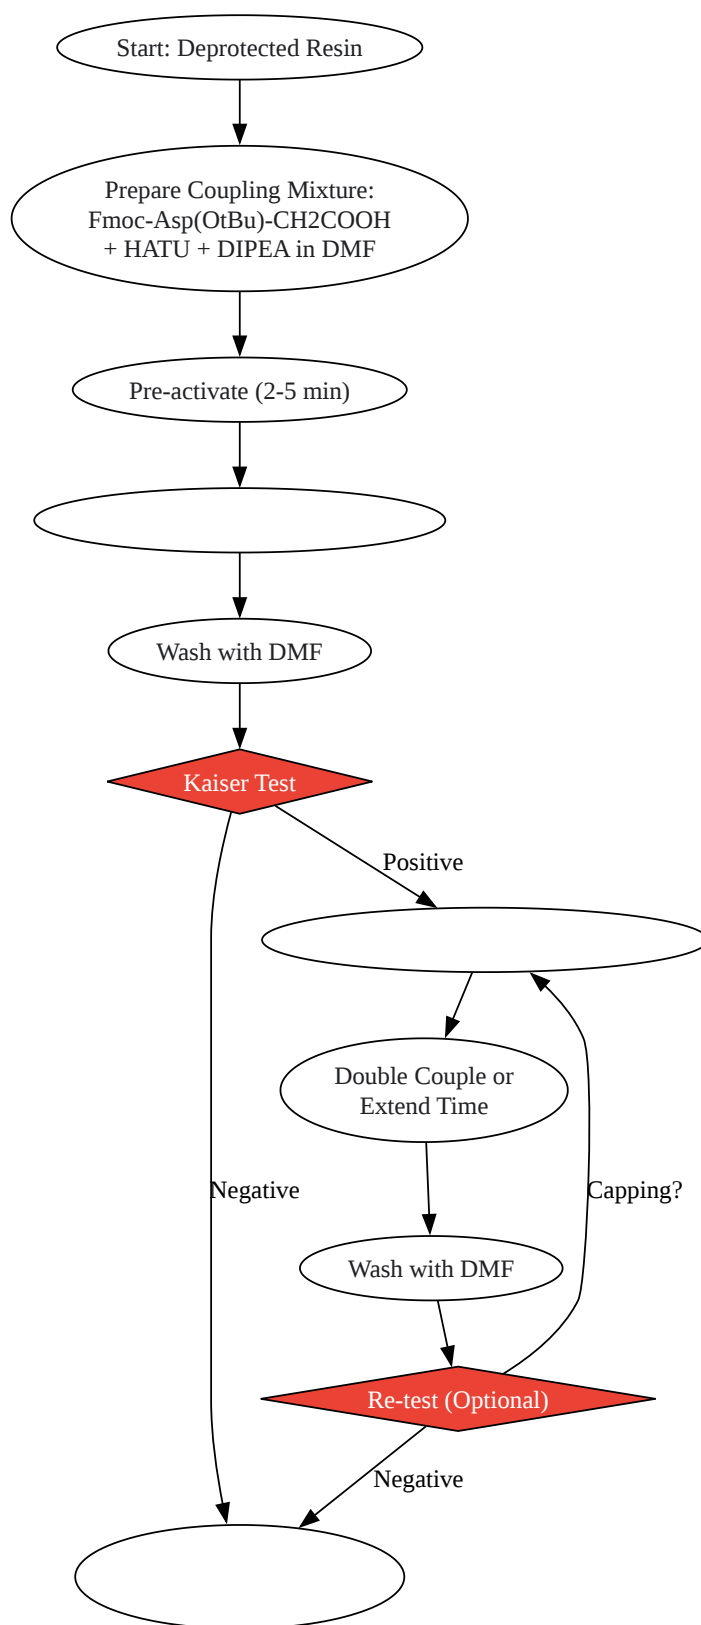 Start: Deprotected Resin
Prepare Coupling Mixture:
Fmoc-Asp(OtBu)-CH2COOH
+ HATU + DIPEA in DMF
Pre-activate (2-5 min)
Wash with DMF
Kaiser Test
Positive
Double Couple or
Extend Time
Negative
Capping?
Wash with DMF
Re-test (Optional)
Negative